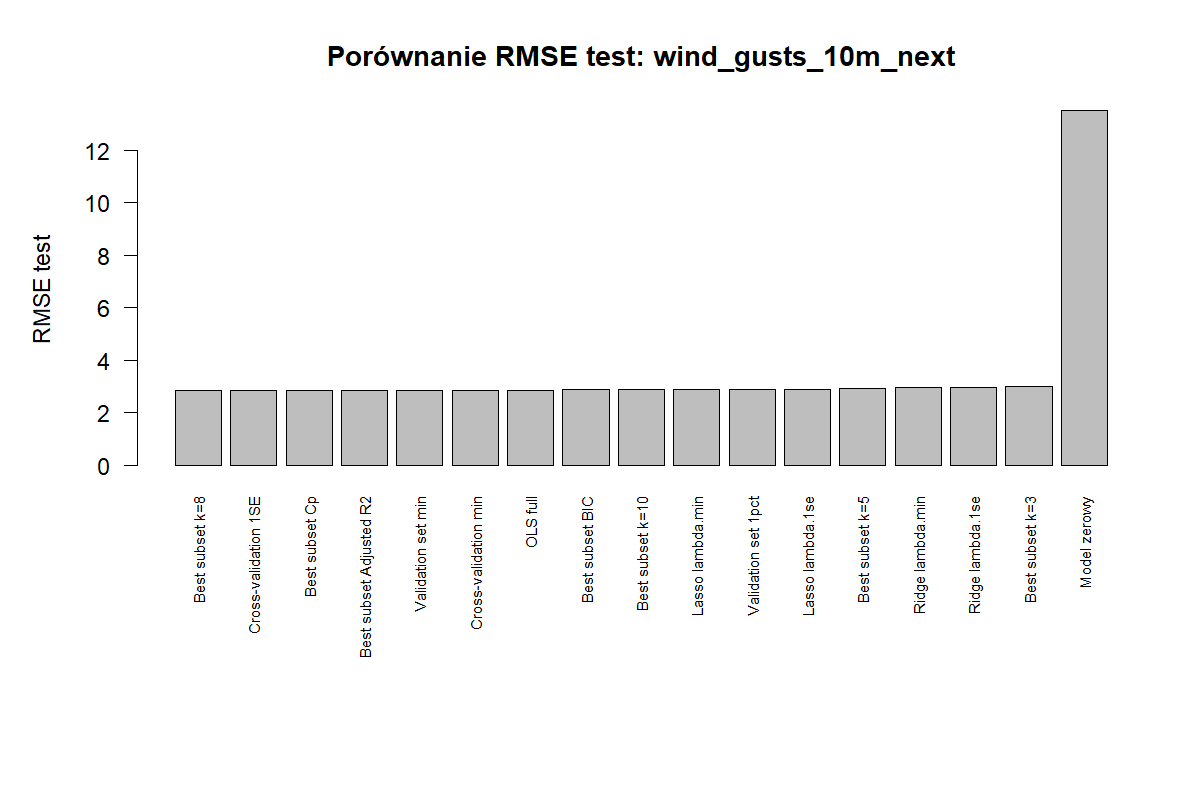 Porównanie RMSE test: wind_gusts_10m_next
RMSE test
12
10
8
6
4
2
0
Best subset k=8
Cross-validation 1SE
Best subset Cp
Best subset Adjusted R2
Validation set min
Cross-validation min
OLS full
Best subset BIC
Best subset k=10
Lasso lambda.min
Validation set 1pct
Lasso lambda.1se
Best subset k=5
Ridge lambda.min
Ridge lambda.1se
Best subset k=3
Model zerowy